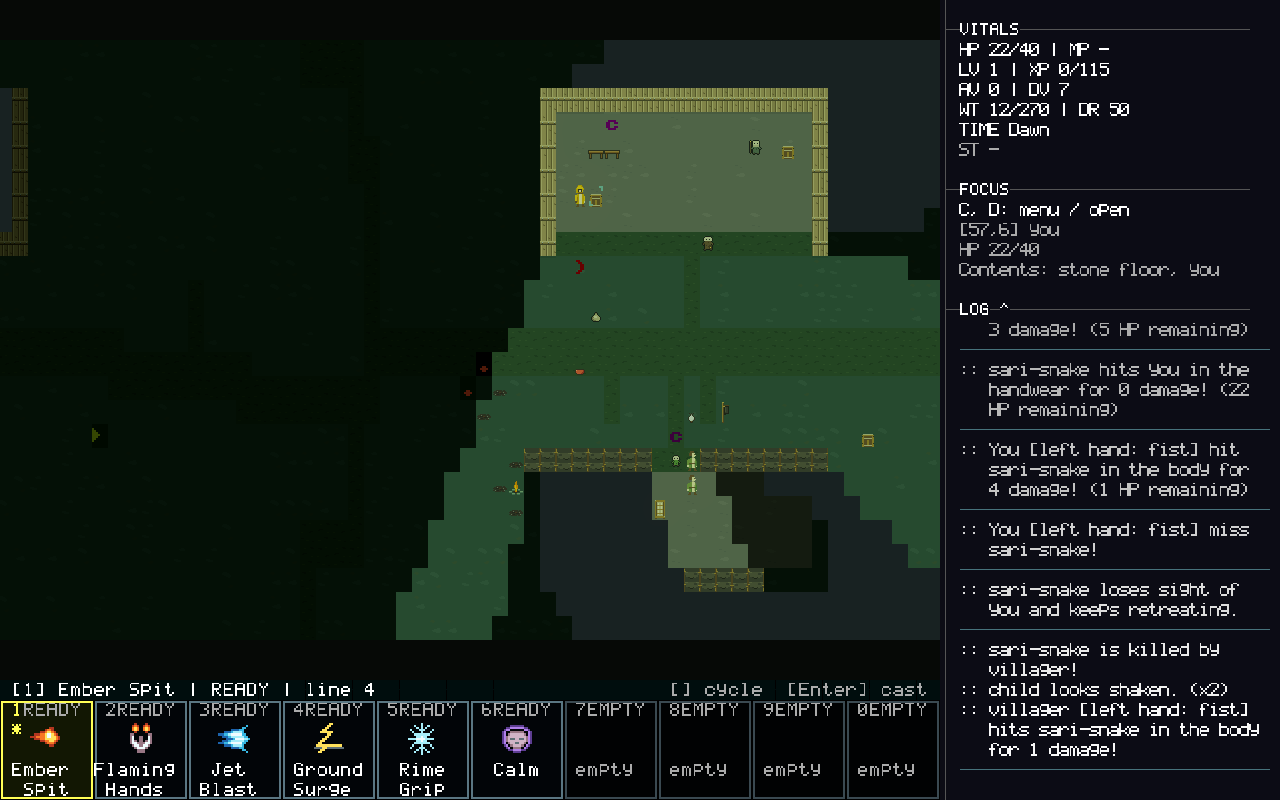 VITALS
HP 22/40 | MP -
LV 1 | XP 0/115
AV 0 | DV 7
WT 12/270 | DR 50
TIME Dawn
ST -
FOCUS
C, D: menu / oPen
[57,6] You
HP 22/40
Contents: stone floor, You
LOG ^
3 damage! (5 HP remaining)
:: sari-snake hits You in the
handwear for 0 damage! (22
HP remaining)
:: You [left hand: fist] hit
sari-snake in the body for
4 damage! (1 HP remaining)
:: You [left hand: fist] miss
sari-snake!
:: sari-snake loses sight of
You and keePs retreating.
:: sari-snake is killed by
villager!
:: child looks shaken. (x2)
:: villager [left hand: fist]
hits sari-snake in the body
for 1 damage!
[1] Ember SPit | READY | line 4
[] cycle [Enter] cast
1READY 2READY 3READY 4READY 5READY 6READY 7EMPTY 8EMPTY 9EMPTY 0EMPTY
*
Ember Flaming Jet Ground Rime Calm emPty emPty emPty emPty
SPit Hands Blast Surge GriP